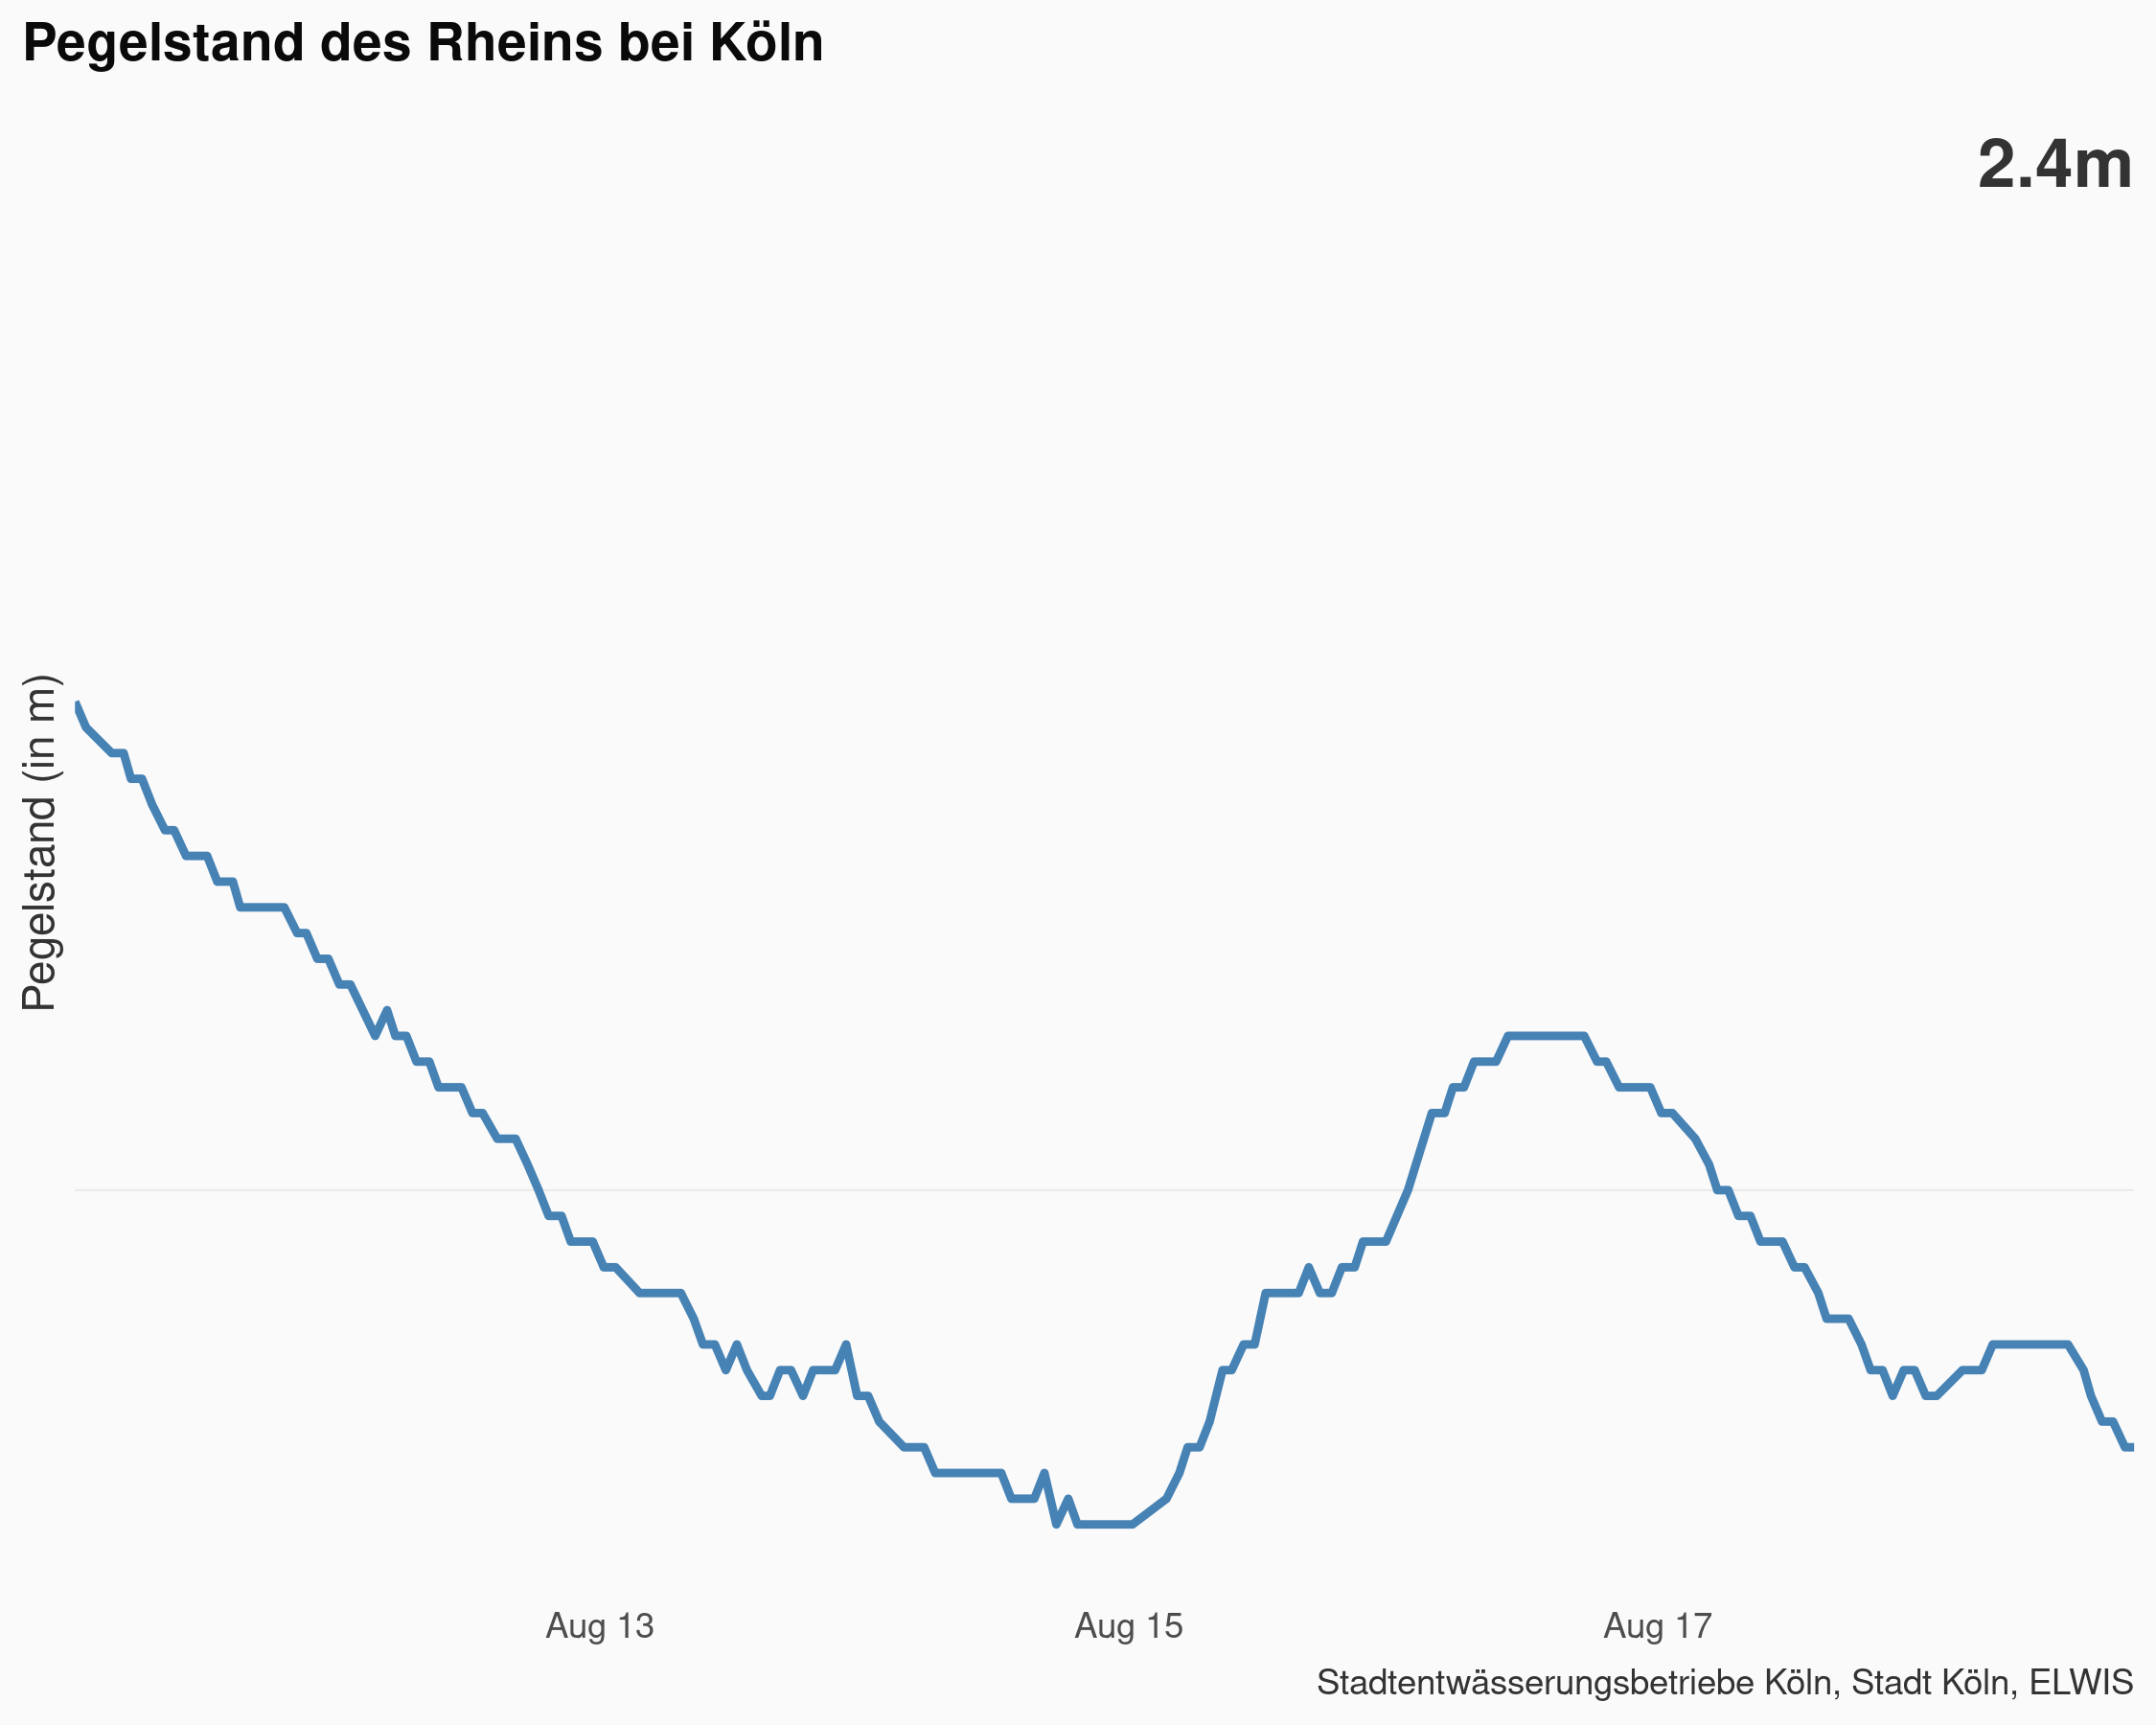 Pegelstand des Rheins bei Köln
2.4m
Pegelstand (in m)
Aug 13
Aug 15
Aug 17
Stadtentwässerungsbetriebe Köln, Stadt Köln, ELWIS